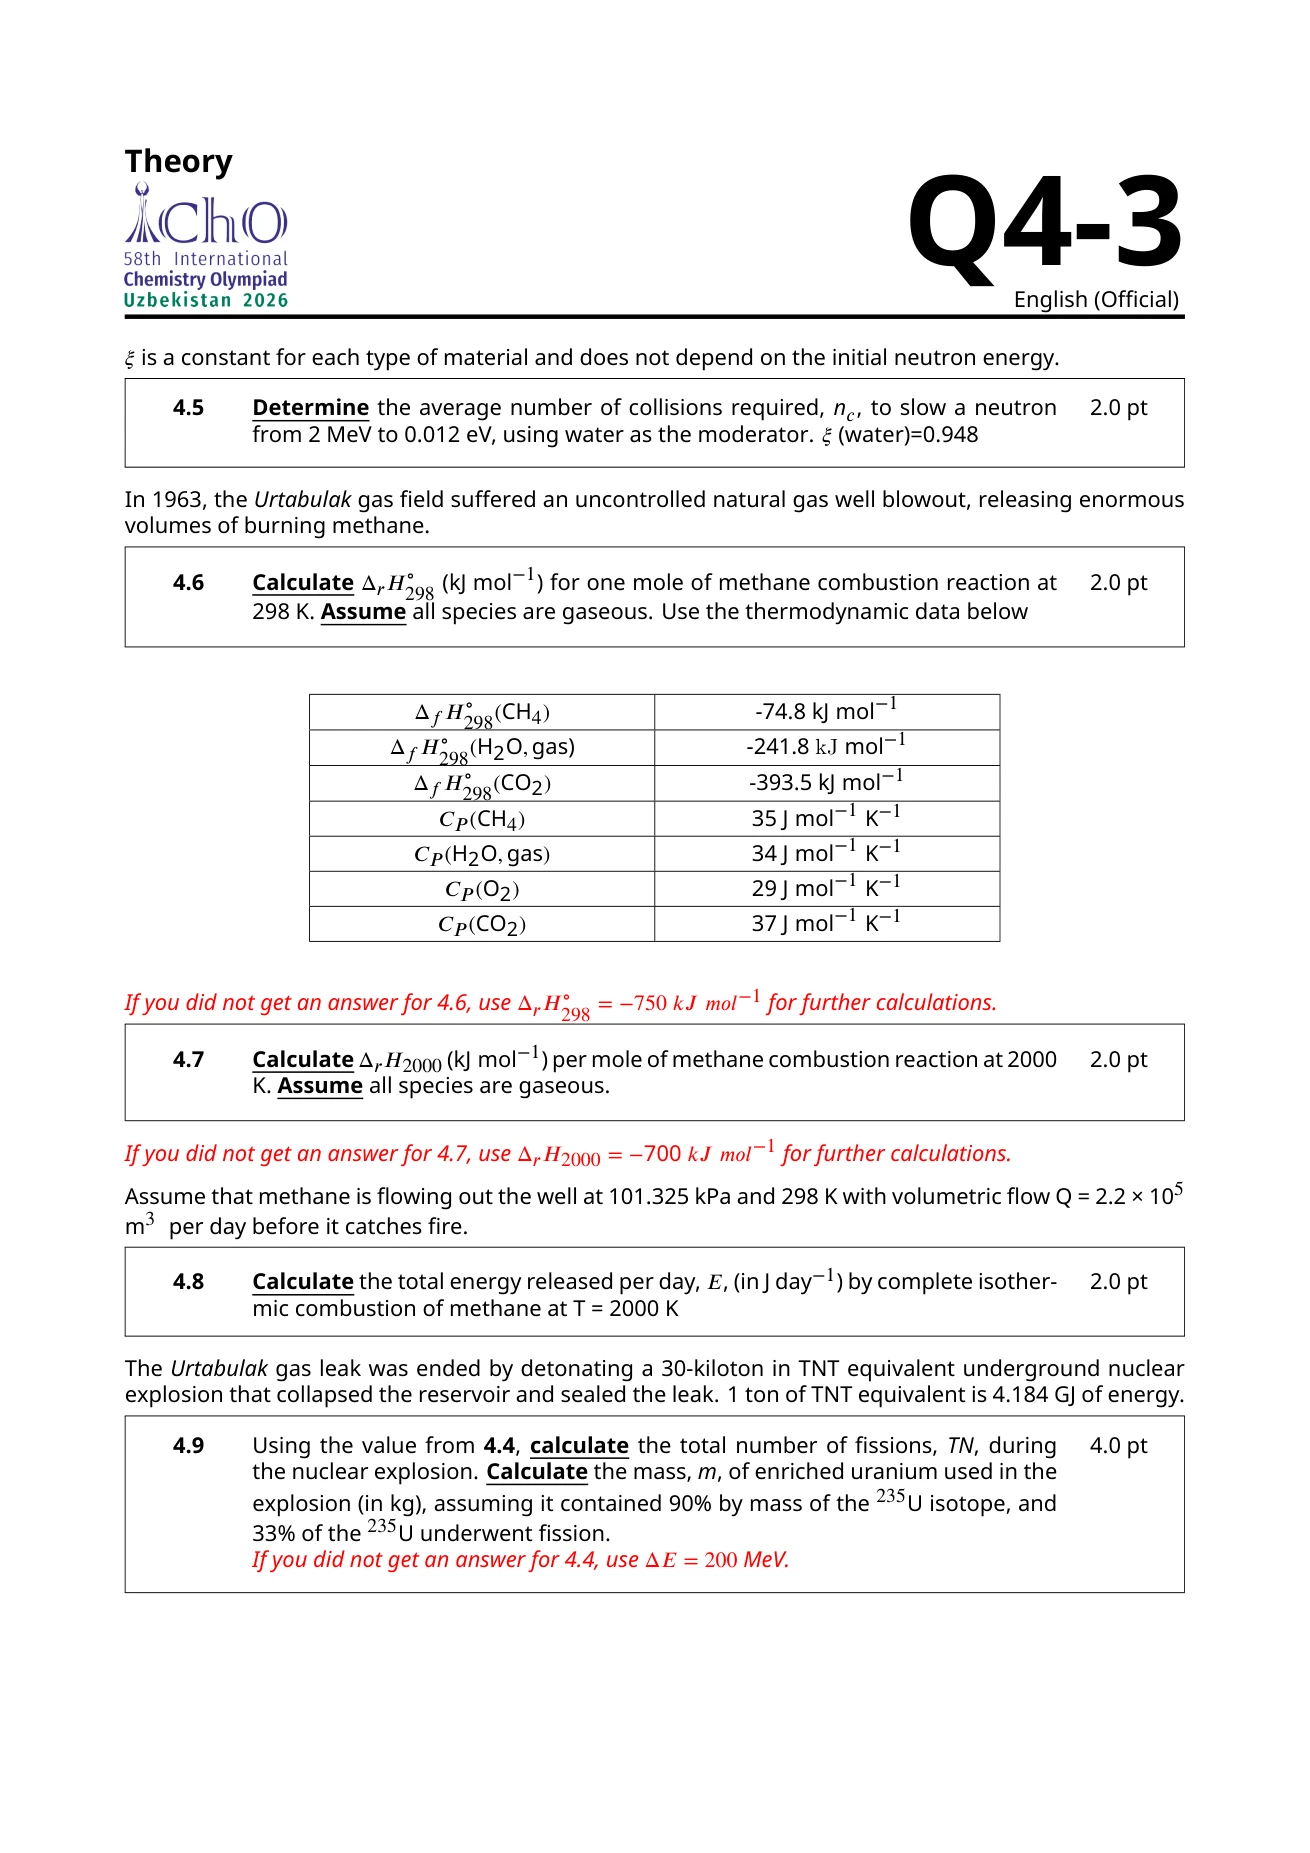 Theory
IChO
58th International
Chemistry Olympiad
Uzbekistan 2026
Q4-3
English (Official)
ξ is a constant for each type of material and does not depend on the initial neutron energy.
4.5 Determine the average number of collisions required, n_c, to slow a neutron 2.0 pt
from 2 MeV to 0.012 eV, using water as the moderator. ξ (water)=0.948
In 1963, the Urtabulak gas field suffered an uncontrolled natural gas well blowout, releasing enormous
volumes of burning methane.
4.6 Calculate Δ_rH°_298 (kJ mol⁻¹) for one mole of methane combustion reaction at 2.0 pt
298 K. Assume all species are gaseous. Use the thermodynamic data below
Δ_fH°_298(CH₄) -74.8 kJ mol⁻¹
Δ_fH°_298(H₂O, gas) -241.8 kJ mol⁻¹
Δ_fH°_298(CO₂) -393.5 kJ mol⁻¹
C_P(CH₄) 35 J mol⁻¹ K⁻¹
C_P(H₂O, gas) 34 J mol⁻¹ K⁻¹
C_P(O₂) 29 J mol⁻¹ K⁻¹
C_P(CO₂) 37 J mol⁻¹ K⁻¹
If you did not get an answer for 4.6, use Δ_rH°_298 = −750 kJ mol⁻¹ for further calculations.
4.7 Calculate Δ_rH_2000 (kJ mol⁻¹) per mole of methane combustion reaction at 2000 2.0 pt
K. Assume all species are gaseous.
If you did not get an answer for 4.7, use Δ_rH_2000 = −700 kJ mol⁻¹ for further calculations.
Assume that methane is flowing out the well at 101.325 kPa and 298 K with volumetric flow Q = 2.2 × 10⁵
m³ per day before it catches fire.
4.8 Calculate the total energy released per day, E, (in J day⁻¹) by complete isother- 2.0 pt
mic combustion of methane at T = 2000 K
The Urtabulak gas leak was ended by detonating a 30-kiloton in TNT equivalent underground nuclear
explosion that collapsed the reservoir and sealed the leak. 1 ton of TNT equivalent is 4.184 GJ of energy.
4.9 Using the value from 4.4, calculate the total number of fissions, TN, during 4.0 pt
the nuclear explosion. Calculate the mass, m, of enriched uranium used in the
explosion (in kg), assuming it contained 90% by mass of the ²³⁵U isotope, and
33% of the ²³⁵U underwent fission.
If you did not get an answer for 4.4, use ΔE = 200 MeV.